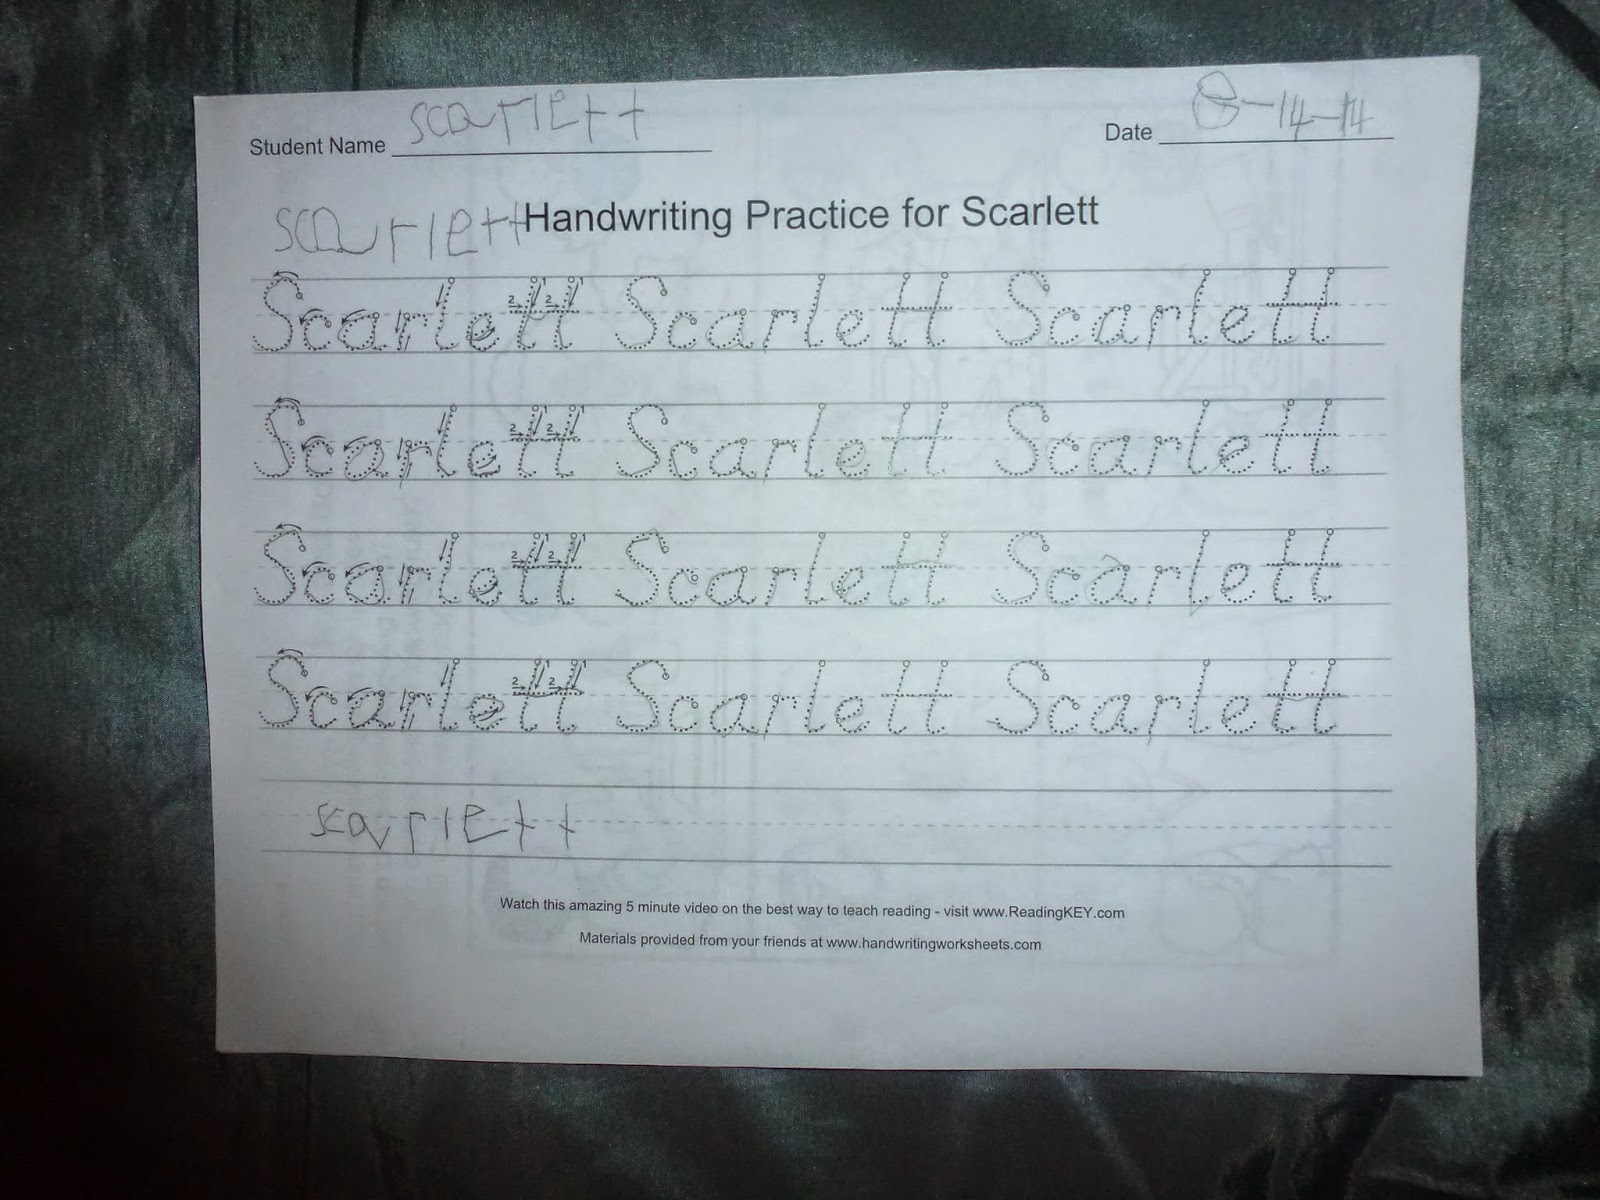 Student Name scarlett Date 8-14-14
scarlett Handwriting Practice for Scarlett
Scarlett Scarlett Scarlett
Scarlett Scarlett Scarlett
Scarlett Scarlett Scarlett
Scarlett Scarlett Scarlett
scarlett
Watch this amazing 5 minute video on the best way to teach reading - visit www.ReadingKEY.com
Materials provided from your friends at www.handwritingworksheets.com